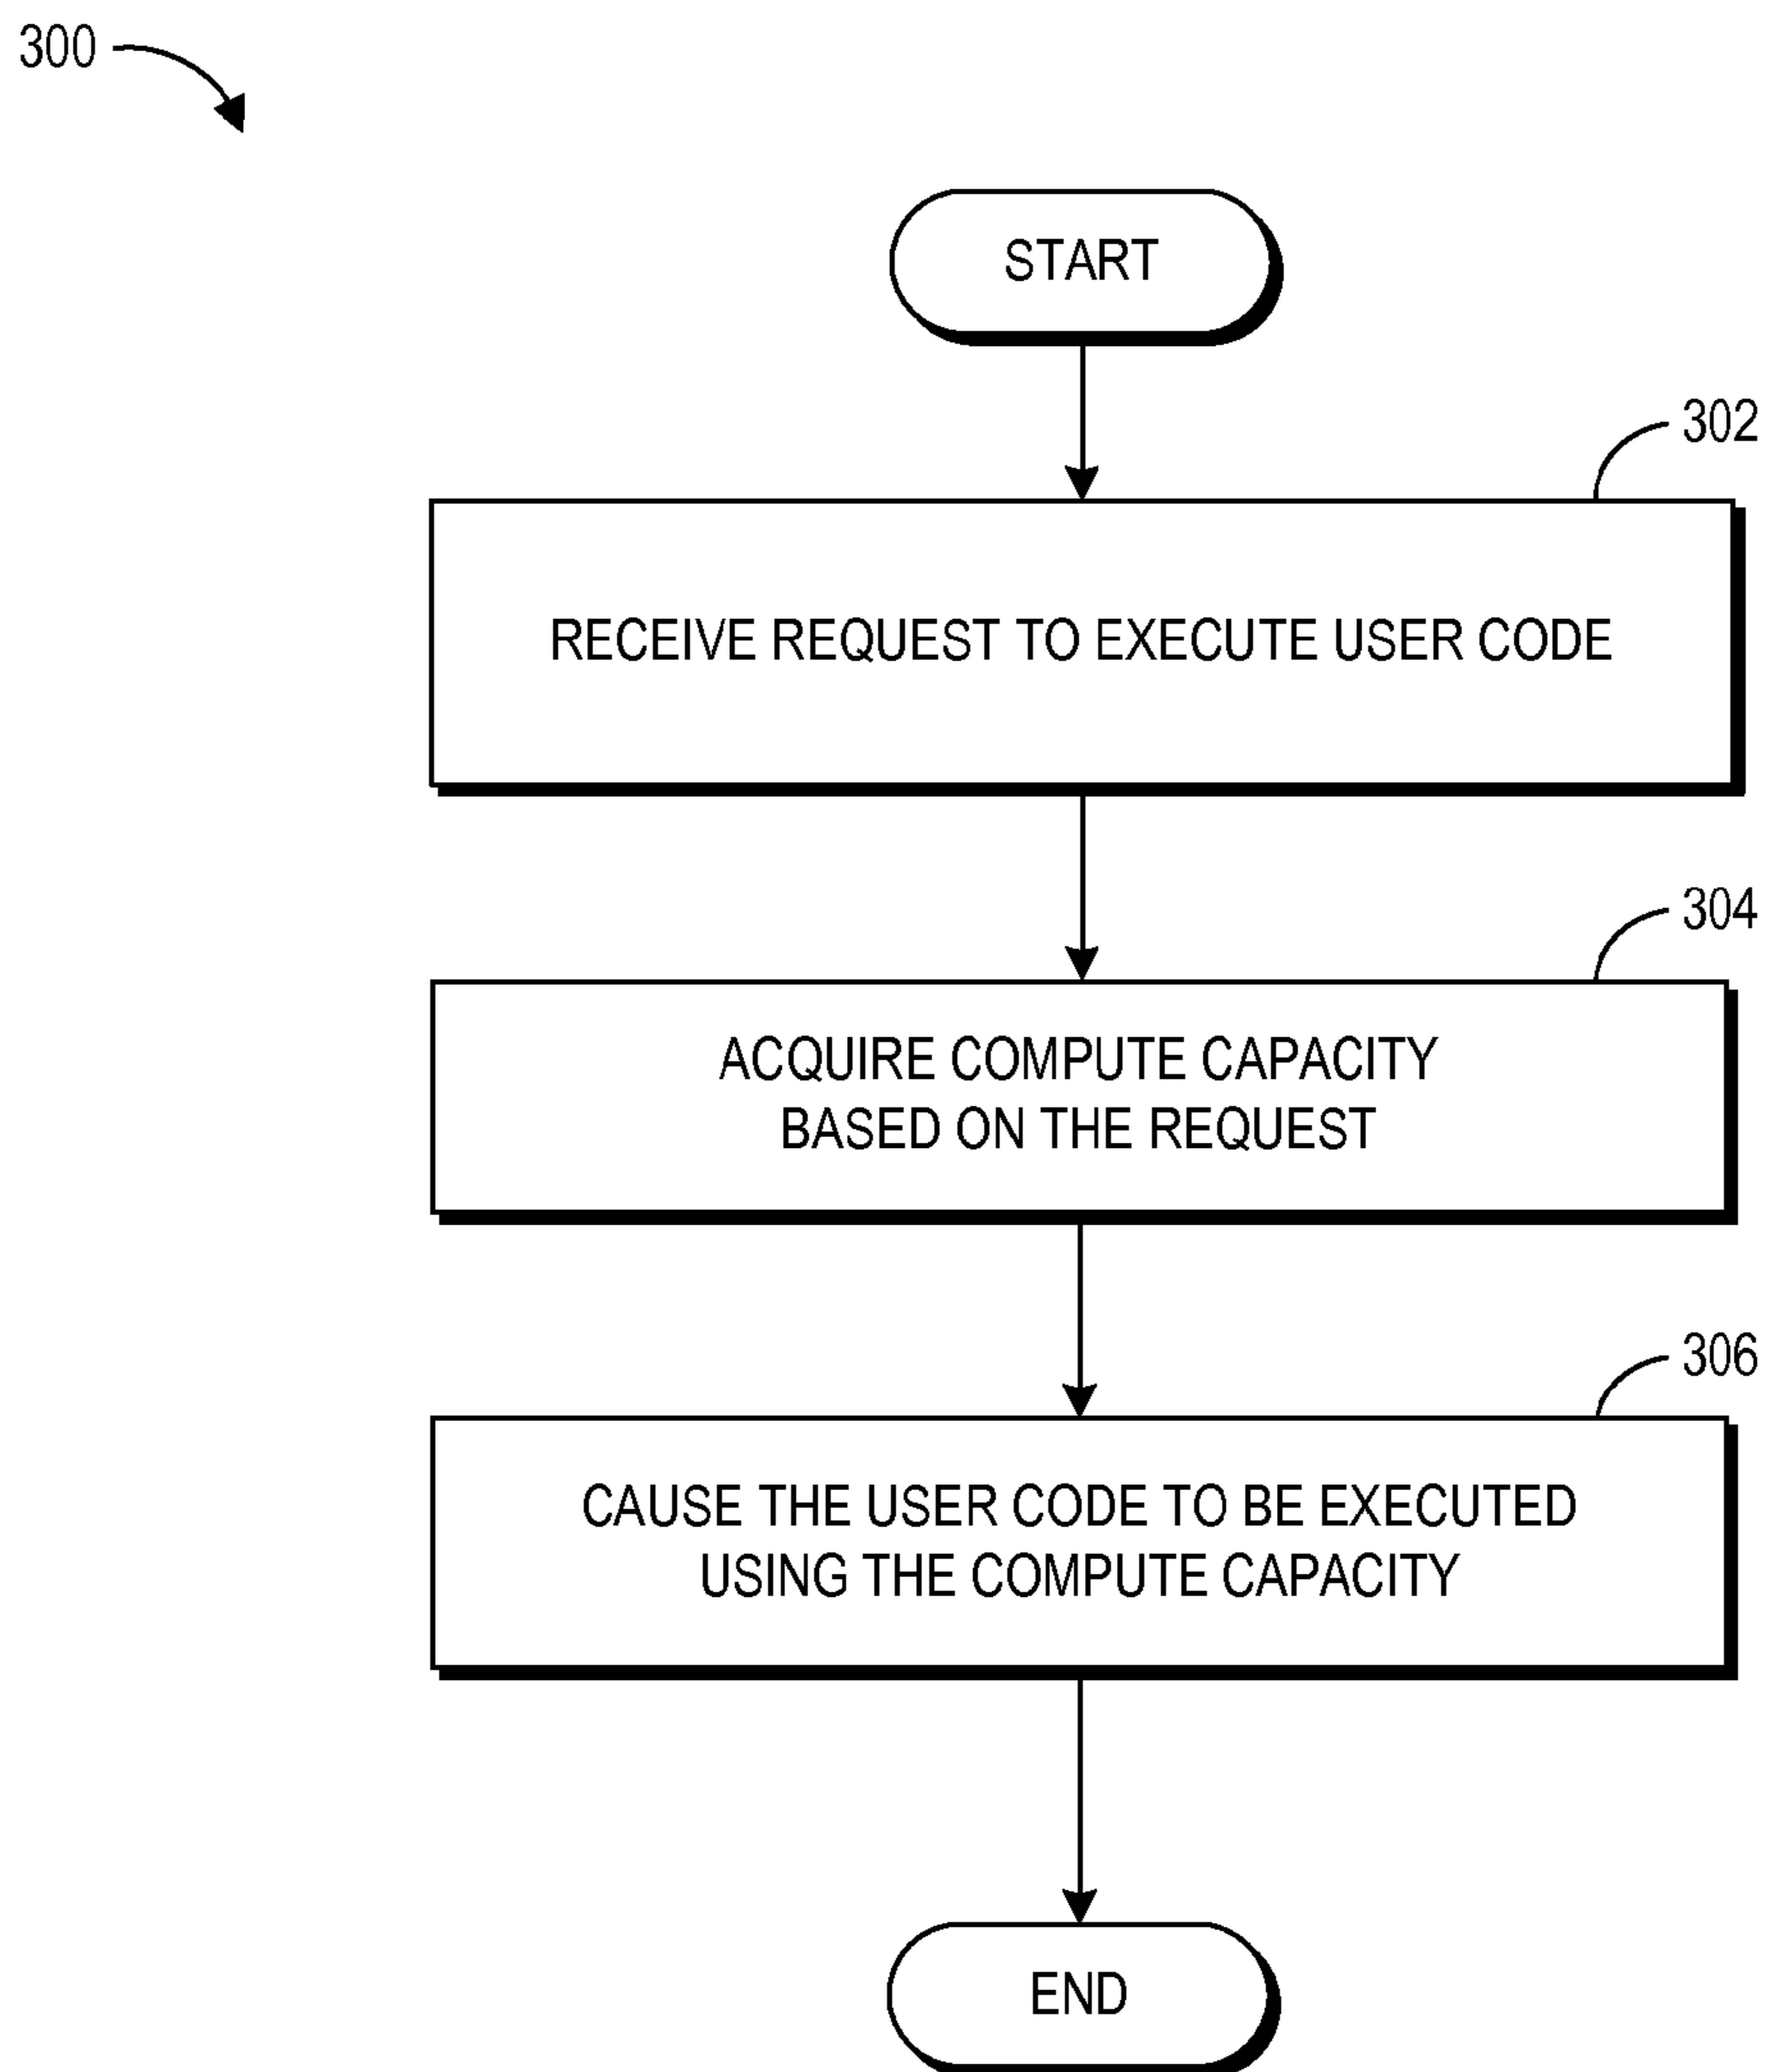 300
START
302
RECEIVE REQUEST TO EXECUTE USER CODE
304
ACQUIRE COMPUTE CAPACITY
BASED ON THE REQUEST
306
CAUSE THE USER CODE TO BE EXECUTED
USING THE COMPUTE CAPACITY
END